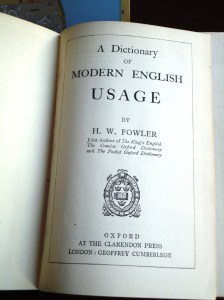 A Dictionary
OF
MODERN ENGLISH
USAGE
BY
H. W. FOWLER
Joint Author of The King's English
The Concise Oxford Dictionary
and The Pocket Oxford Dictionary
OXFORD
AT THE CLARENDON PRESS
LONDON: GEOFFREY CUMBERLEGE